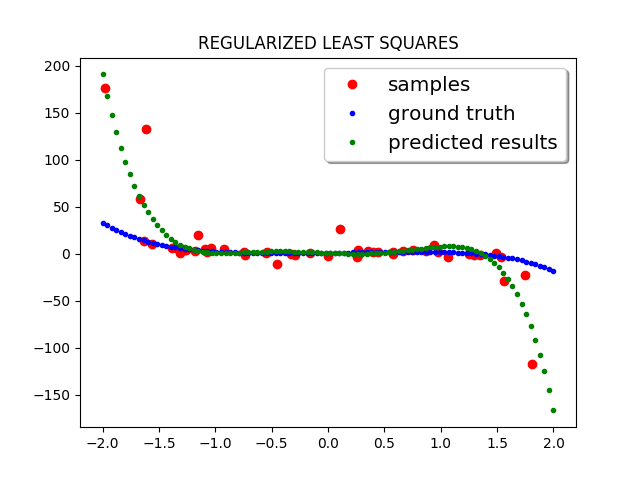 REGULARIZED LEAST SQUARES
samples
ground truth
predicted results
200
150
100
50
0
−50
−100
−150
−2.0 −1.5 −1.0 −0.5 0.0 0.5 1.0 1.5 2.0